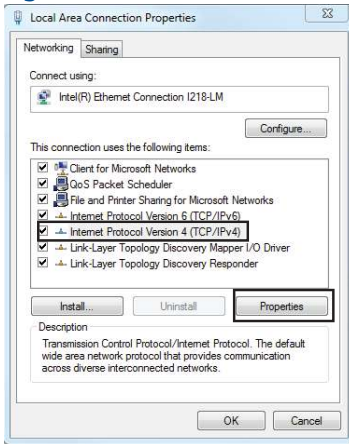 Local Area Connection Properties
Networking
Sharing
Connect using:
Intel(R) Ethernet Connection I218-LM
Configure...
This connection uses the following items:
Client for Microsoft Networks
QoS Packet Scheduler
File and Printer Sharing for Microsoft Networks
Internet Protocol Version 6 (TCP/IPv6)
Internet Protocol Version 4 (TCP/IPv4)
Link-Layer Topology Discovery Mapper I/O Driver
Link-Layer Topology Discovery Responder
Install...
Uninstall
Properties
Description
Transmission Control Protocol/Internet Protocol. The default
wide area network protocol that provides communication
across diverse interconnected networks.
OK
Cancel